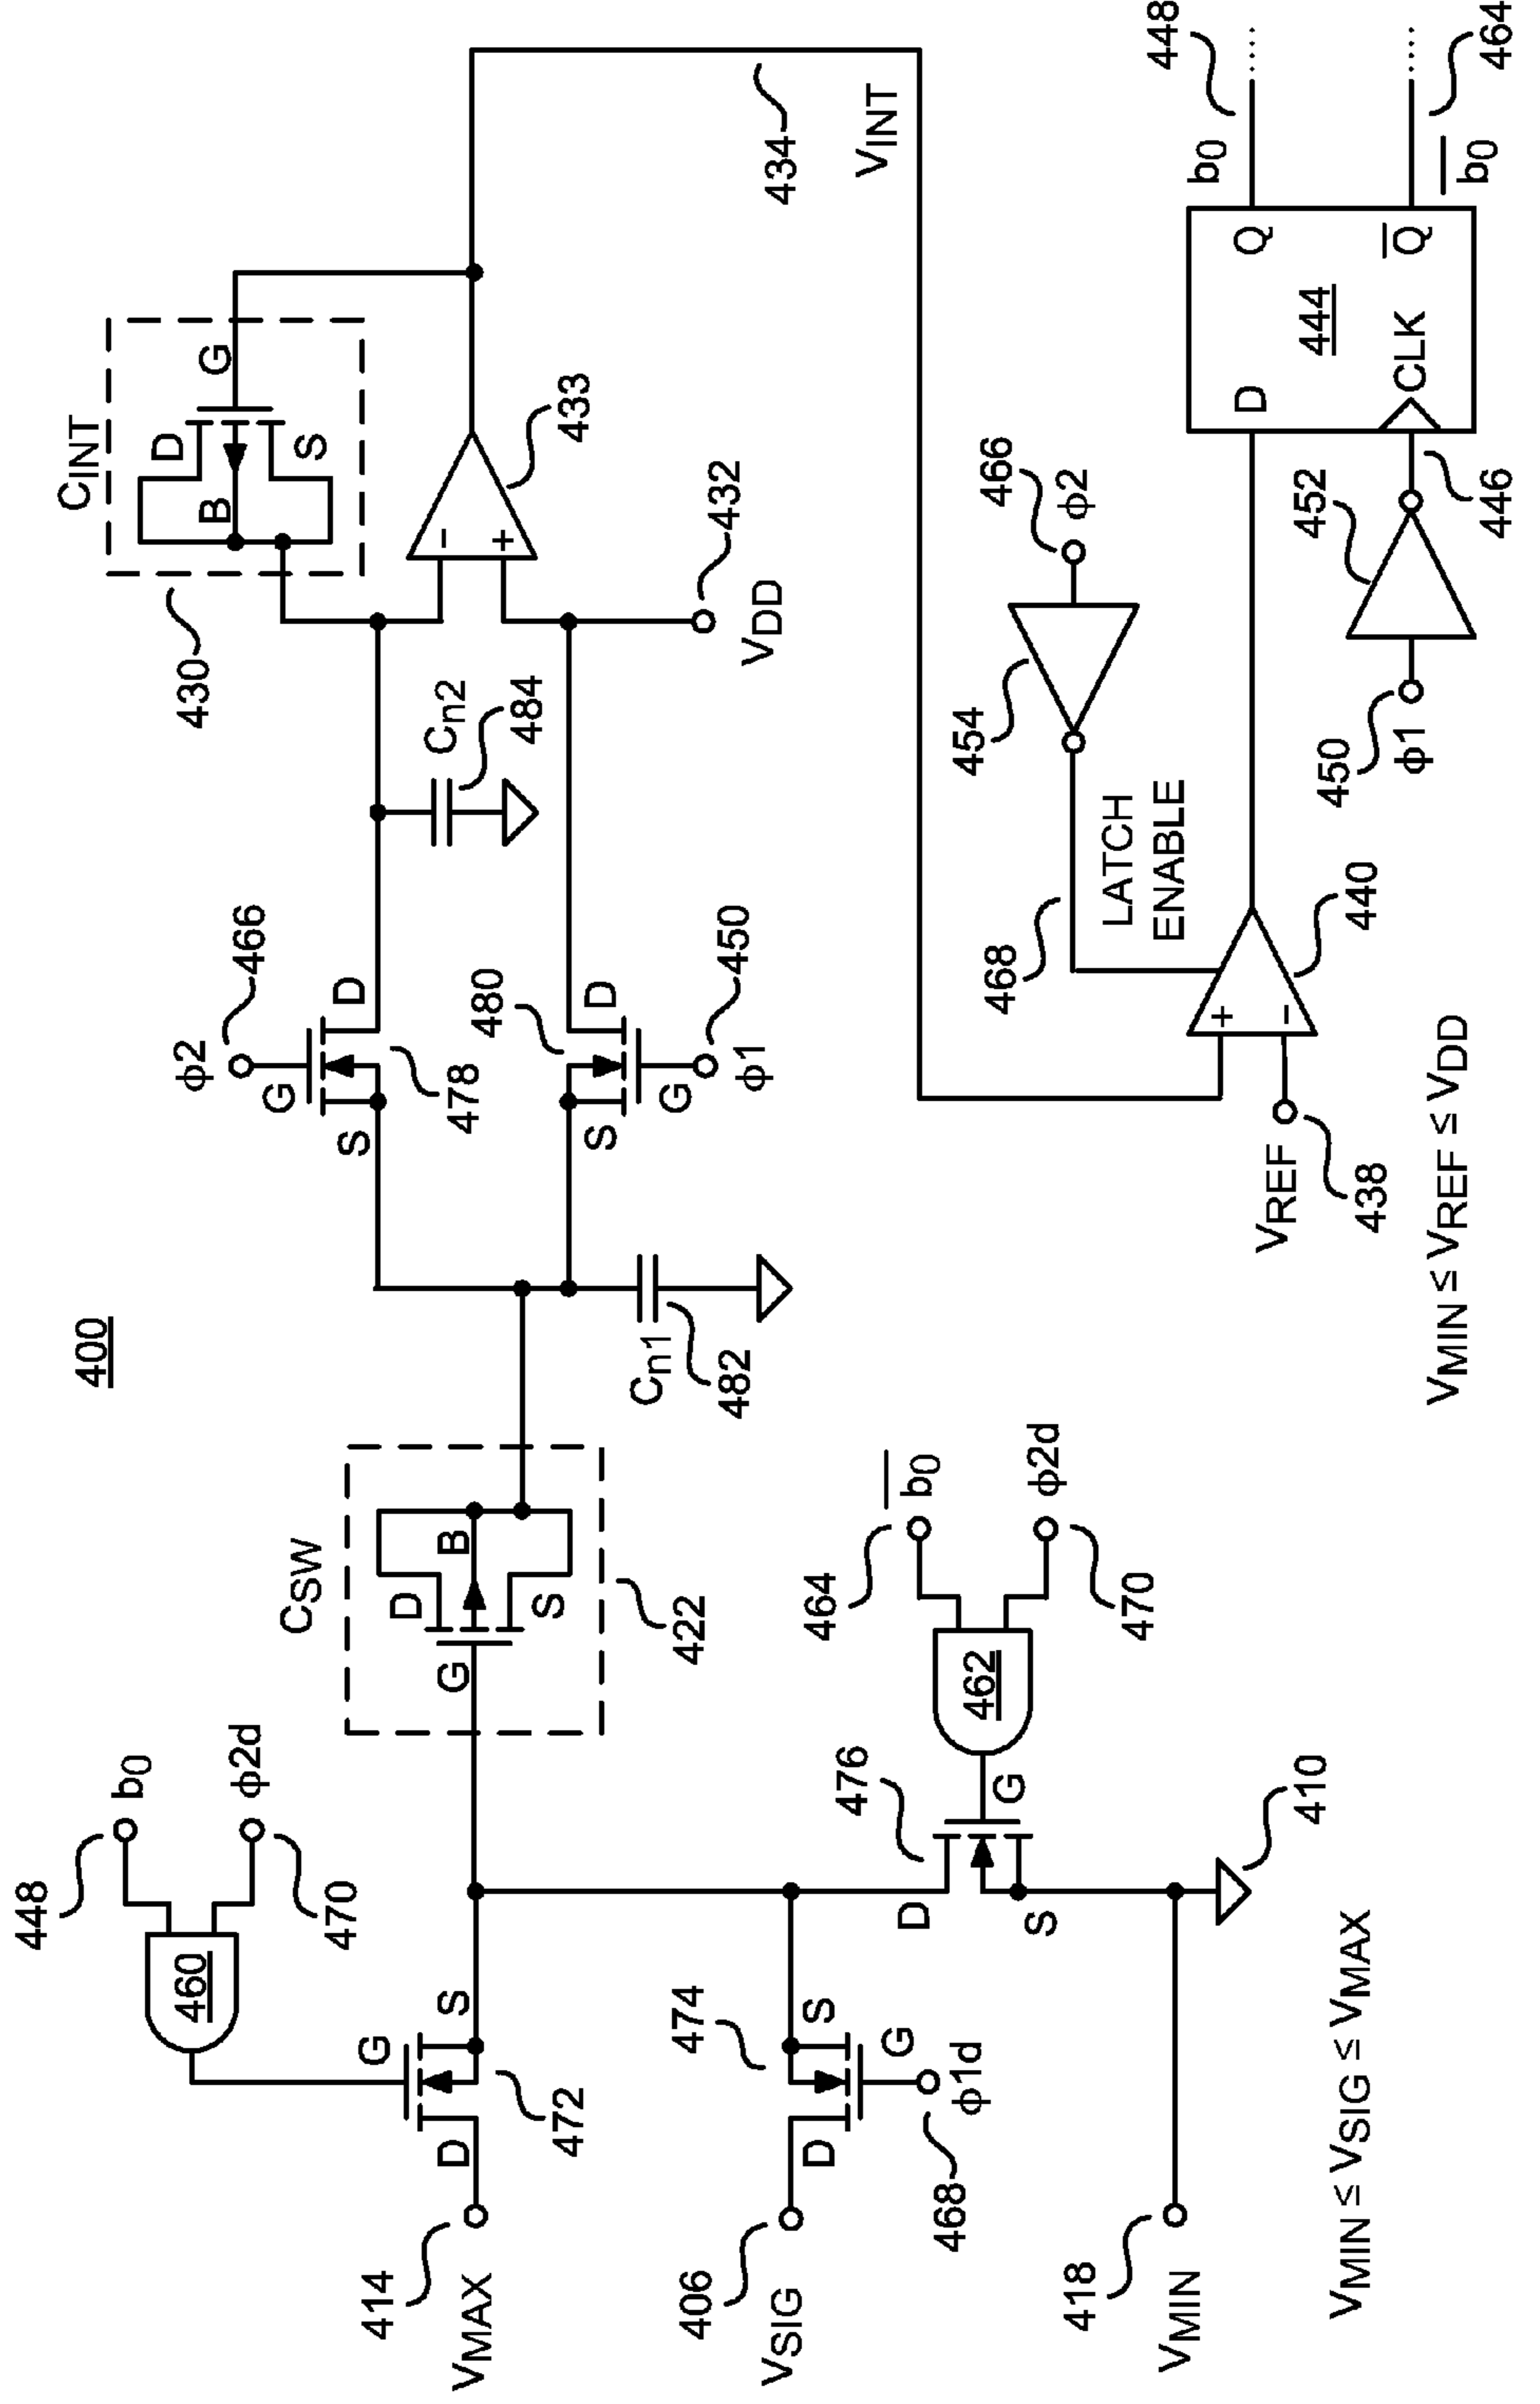 400
448
b0
ϕ2d
470
460
G
D
S
472
414
VMAX
CSW
G
D
B
S
422
ϕ2
466
G
S
D
478
CINT
430
D
G
B
S
Cn2
484
433
−
+
480
S
D
G
ϕ1
450
Cn1
482
VDD
432
434
VINT
406
VSIG
474
D
S
G
ϕ1d
468
476
D
G
S
462
464
b0
ϕ2d
470
418
VMIN
410
454
466
ϕ2
468
LATCH
ENABLE
+
−
440
VREF
438
450
ϕ1
452
446
D
Q
444
CLK
Q
b0
448
b0
464
VMIN ≤ VSIG ≤ VMAX
VMIN ≤ VREF ≤ VDD